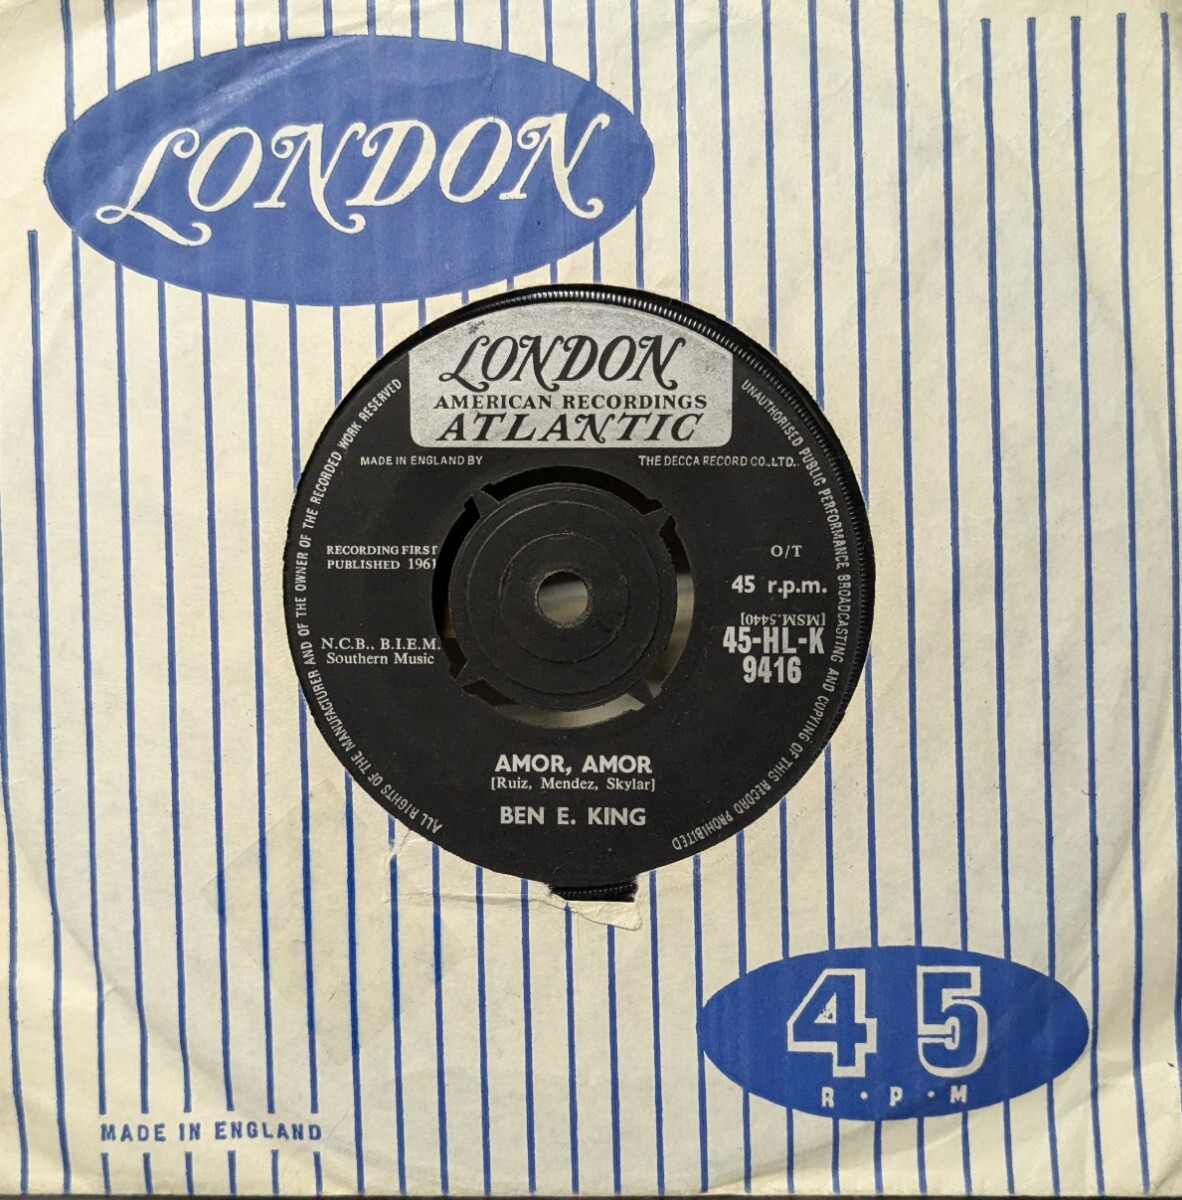 LONDON
LONDON
AMERICAN RECORDINGS
ATLANTIC
MADE IN ENGLAND BY THE DECCA RECORD CO., LTD.
ALL RIGHTS OF THE MANUFACTURER AND OF THE OWNER OF THE RECORDED WORK RESERVED
UNAUTHORISED PUBLIC PERFORMANCE BROADCASTING AND COPYING OF THIS RECORD PROHIBITED
RECORDING FIRST
PUBLISHED 1961
N.C.B., B.I.E.M.
Southern Music
O/T
45 r.p.m.
[MSM.5440]
45-HL-K
9416
AMOR, AMOR
[Ruiz, Mendez, Skylar]
BEN E. KING
45
R·P·M
MADE IN ENGLAND